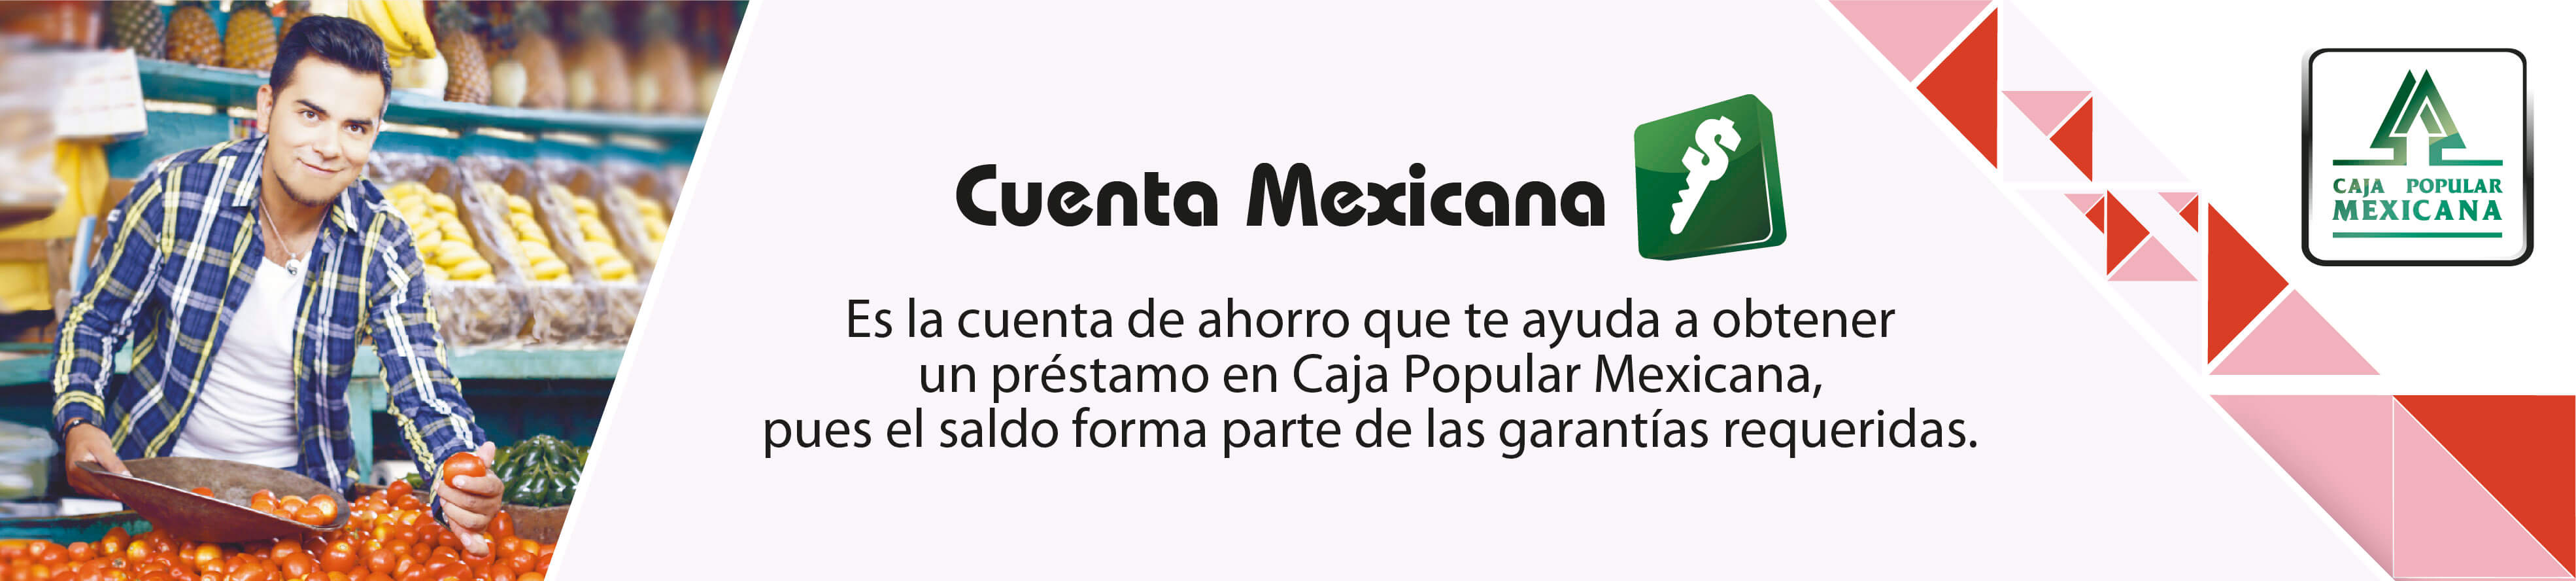 Cuenta Mexicana
Es la cuenta de ahorro que te ayuda a obtener
un préstamo en Caja Popular Mexicana,
pues el saldo forma parte de las garantías requeridas.
CAJA POPULAR
MEXICANA